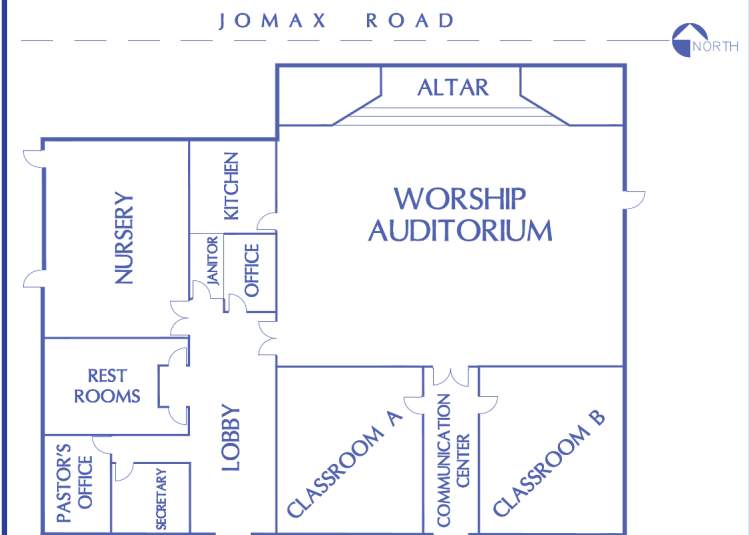 JOMAX ROAD
NORTH
ALTAR
WORSHIP
AUDITORIUM
NURSERY
KITCHEN
JANITOR
OFFICE
REST
ROOMS
LOBBY
PASTOR'S
OFFICE
SECRETARY
CLASSROOM A
COMMUNICATION
CENTER
CLASSROOM B